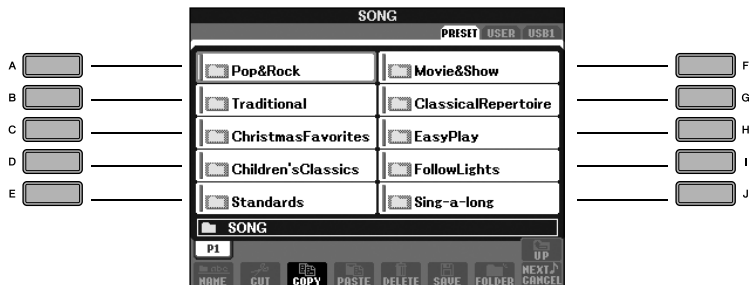 SONG
PRESET USER USB1
A Pop&Rock Movie&Show F
B Traditional ClassicalRepertoire G
C ChristmasFavorites EasyPlay H
D Children'sClassics FollowLights I
E Standards Sing-a-long J
SONG
P1 UP
NAME CUT COPY PASTE DELETE SAVE FOLDER NEXT♪
CANCEL